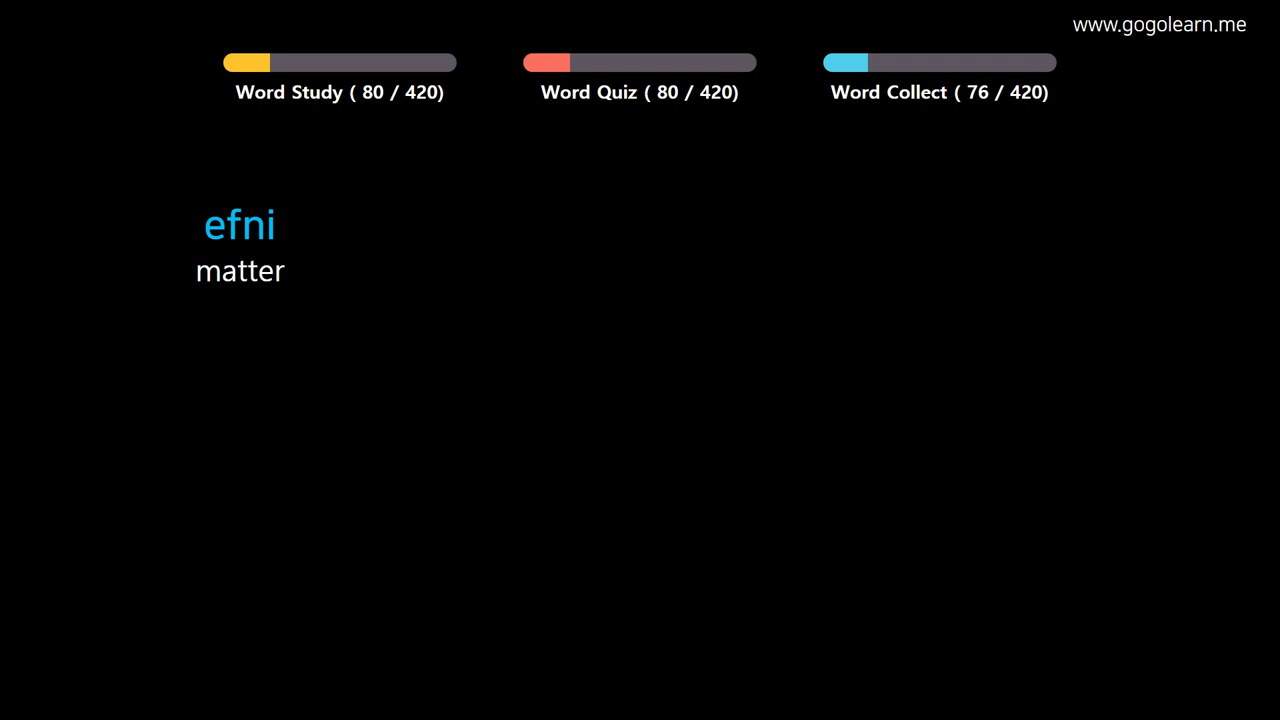 www.gogolearn.me
Word Study ( 80 / 420)
Word Quiz ( 80 / 420)
Word Collect ( 76 / 420)
efni
matter